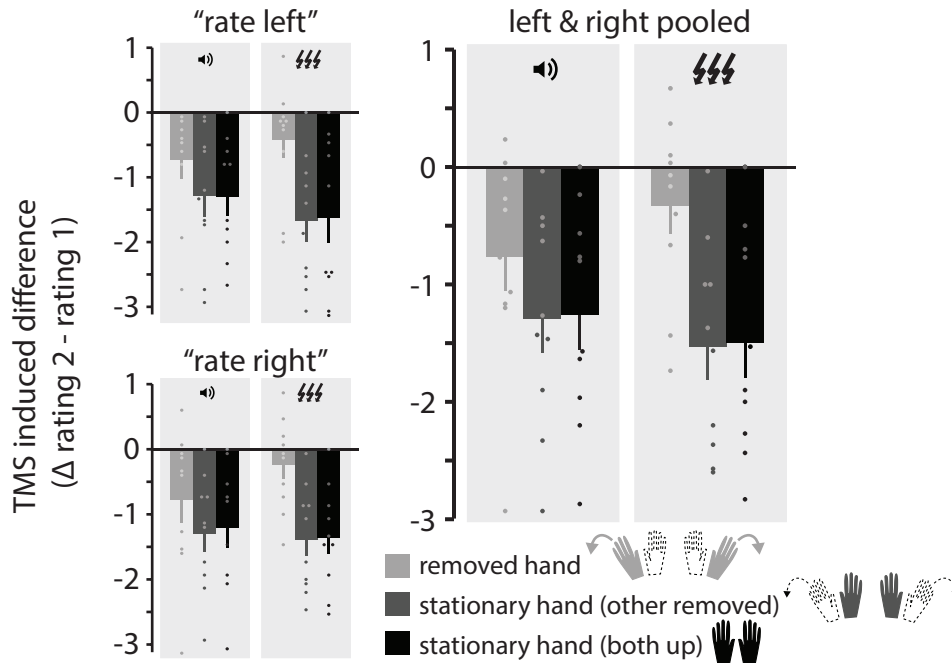 "rate left"
1
0
-1
-2
-3
"rate right"
1
0
-1
-2
-3
TMS induced difference
(Δ rating 2 - rating 1)
left & right pooled
1
0
-1
-2
-3
removed hand
stationary hand (other removed)
stationary hand (both up)